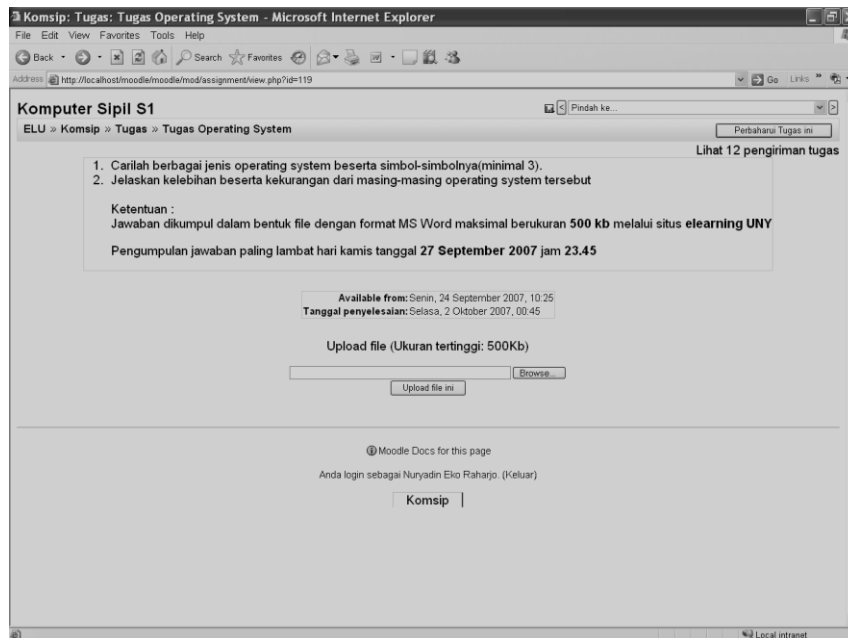 Komsip: Tugas: Tugas Operating System - Microsoft Internet Explorer
File Edit View Favorites Tools Help
Back Search Favorites
Address http://localhost/moodle/moodle/mod/assignment/view.php?id=119 Go Links »
Komputer Sipil S1 < Pindah ke... >
ELU » Komsip » Tugas » Tugas Operating System Perbaharui Tugas ini
Lihat 12 pengiriman tugas
1. Carilah berbagai jenis operating system beserta simbol-simbolnya(minimal 3).
2. Jelaskan kelebihan beserta kekurangan dari masing-masing operating system tersebut
Ketentuan :
Jawaban dikumpul dalam bentuk file dengan format MS Word maksimal berukuran 500 kb melalui situs elearning UNY
Pengumpulan jawaban paling lambat hari kamis tanggal 27 September 2007 jam 23.45
Available from: Senin, 24 September 2007, 10:25
Tanggal penyelesaian: Selasa, 2 Oktober 2007, 00:45
Upload file (Ukuran tertinggi: 500Kb)
Browse...
Upload file ini
Moodle Docs for this page
Anda login sebagai Nuryadin Eko Raharjo. (Keluar)
Komsip
Local intranet